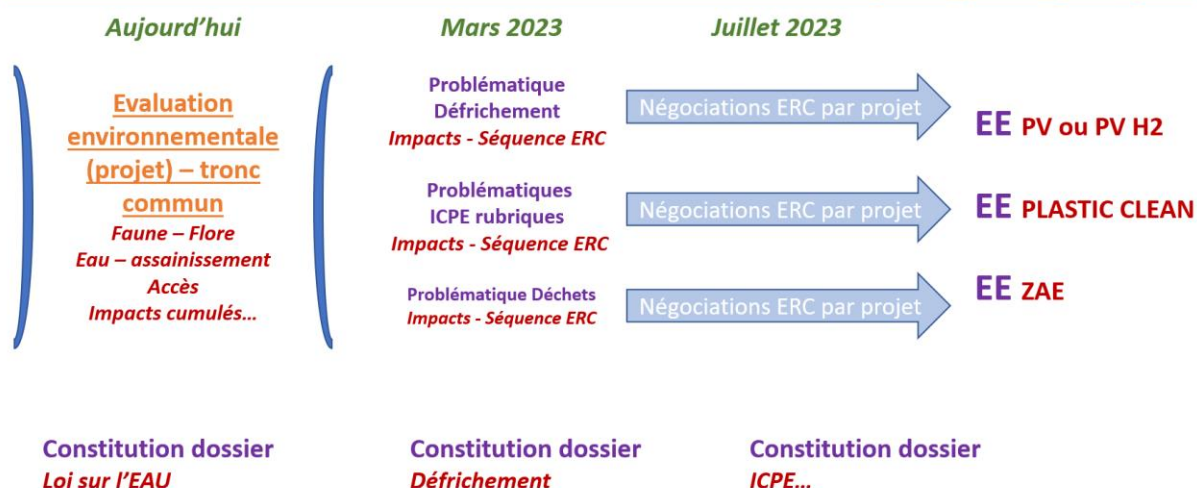 Aujourd'hui
Mars 2023
Juillet 2023
Evaluation
environnementale
(projet) – tronc
commun
Faune – Flore
Eau – assainissement
Accès
Impacts cumulés…
Problématique
Défrichement
Impacts - Séquence ERC
Négociations ERC par projet
EE PV ou PV H2
Problématiques
ICPE rubriques
Impacts - Séquence ERC
Négociations ERC par projet
EE PLASTIC CLEAN
Problématique Déchets
Impacts - Séquence ERC
Négociations ERC par projet
EE ZAE
Constitution dossier
Loi sur l'EAU
Constitution dossier
Défrichement
Constitution dossier
ICPE…